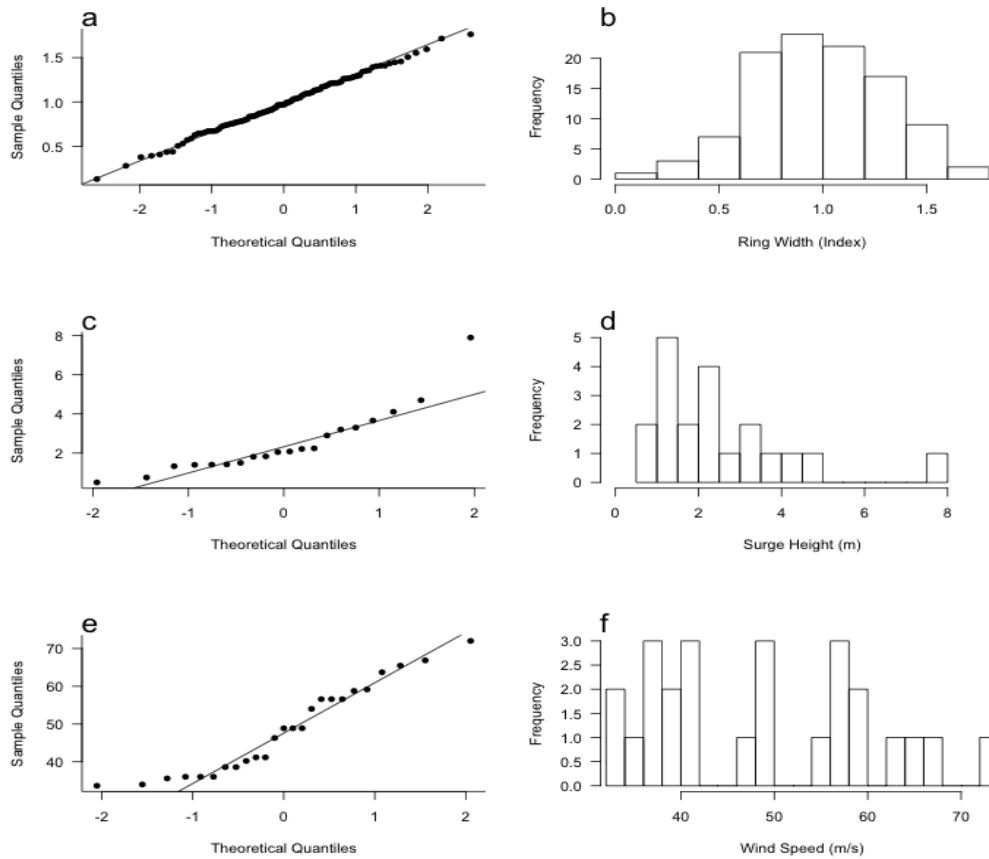 a
Sample Quantiles
1.5
1.0
0.5
-2 -1 0 1 2
Theoretical Quantiles
b
Frequency
20
15
10
5
0
0.0 0.5 1.0 1.5
Ring Width (Index)
c
Sample Quantiles
8
6
4
2
-2 -1 0 1 2
Theoretical Quantiles
d
Frequency
5
4
3
2
1
0
0 2 4 6 8
Surge Height (m)
e
Sample Quantiles
70
60
50
40
-2 -1 0 1 2
Theoretical Quantiles
f
Frequency
3.0
2.5
2.0
1.5
1.0
0.5
0.0
40 50 60 70
Wind Speed (m/s)